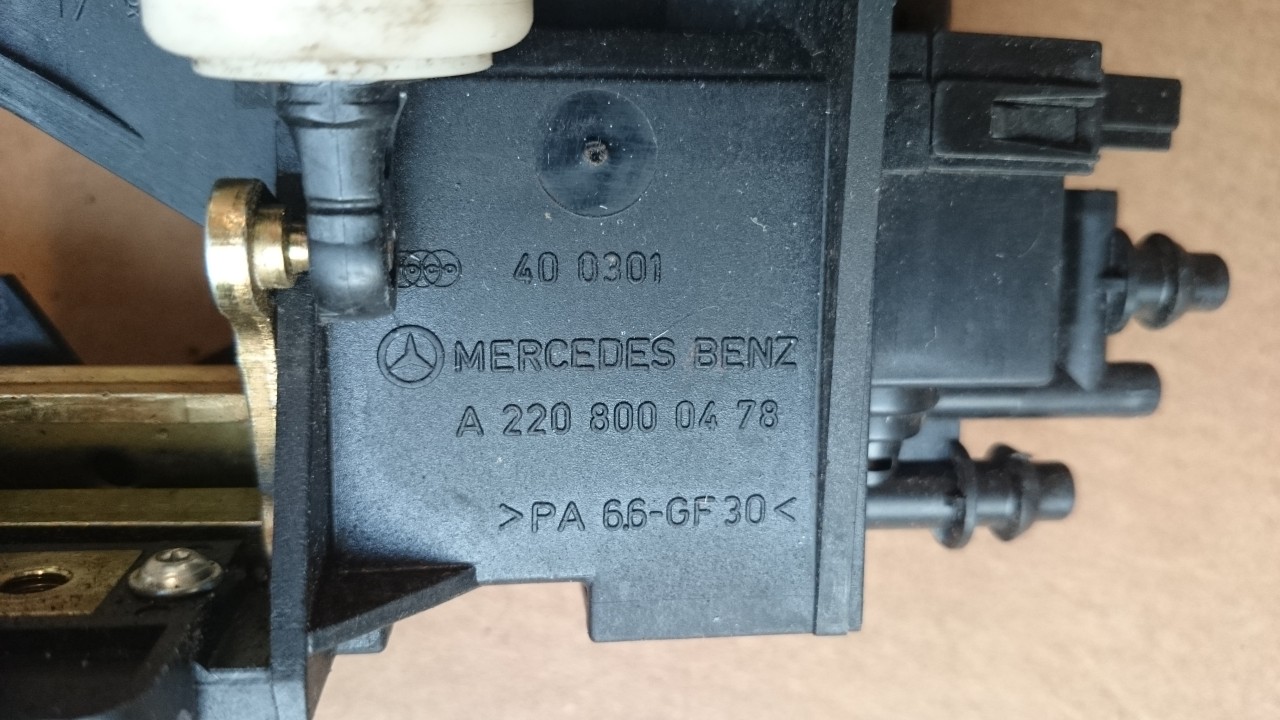 40 0301
MERCEDES BENZ
A 220 800 04 78
>PA 6.6-GF 30<